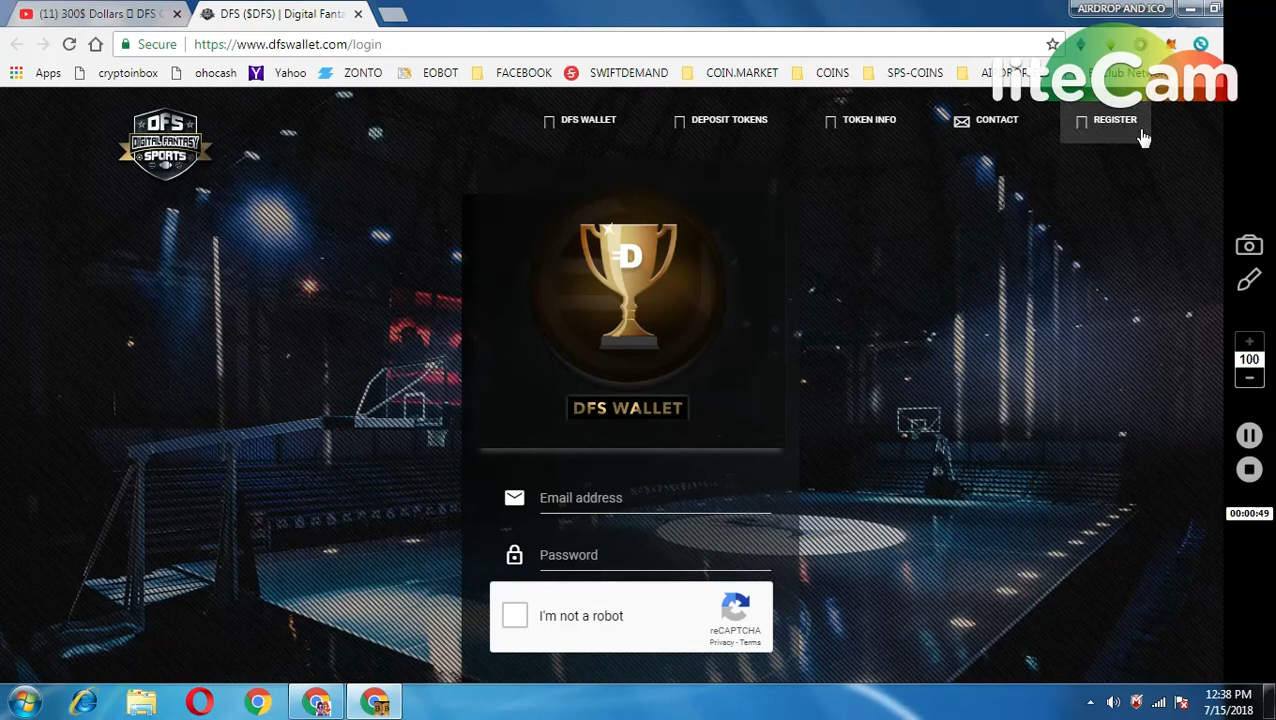 (11) 300$ Dollars
DFS C
DFS ($DFS) | Digital Fanta
AIRDROP AND ICO
Secure
https://www.dfswallet.com/login
Apps
cryptoinbox
ohocash
Yahoo
ZONTO
EOBOT
FACEBOOK
SWIFTDEMAND
COIN.MARKET
COINS
SPS-COINS
liteCam
DFS
DIGITAL FANTASY
SPORTS
DFS WALLET
DEPOSIT TOKENS
TOKEN INFO
CONTACT
REGISTER
D
DFS WALLET
100
Email address
Password
I'm not a robot
reCAPTCHA
Privacy - Terms
00:00:49
12:38 PM
7/15/2018